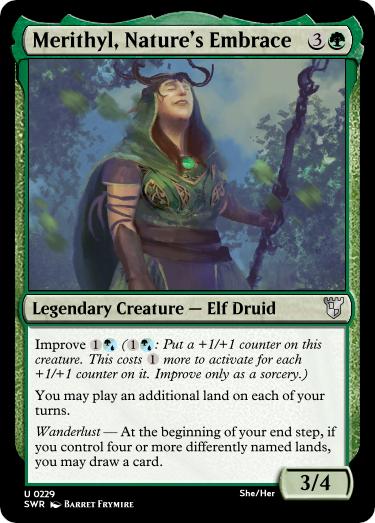 Merithyl, Nature's Embrace 3
Legendary Creature — Elf Druid
Improve 1 (1 : Put a +1/+1 counter on this
creature. This costs 1 more to activate for each
+1/+1 counter on it. Improve only as a sorcery.)
You may play an additional land on each of your
turns.
Wanderlust — At the beginning of your end step, if
you control four or more differently named lands,
you may draw a card.
3/4
U 0229
She/Her
SWR Barret Frymire